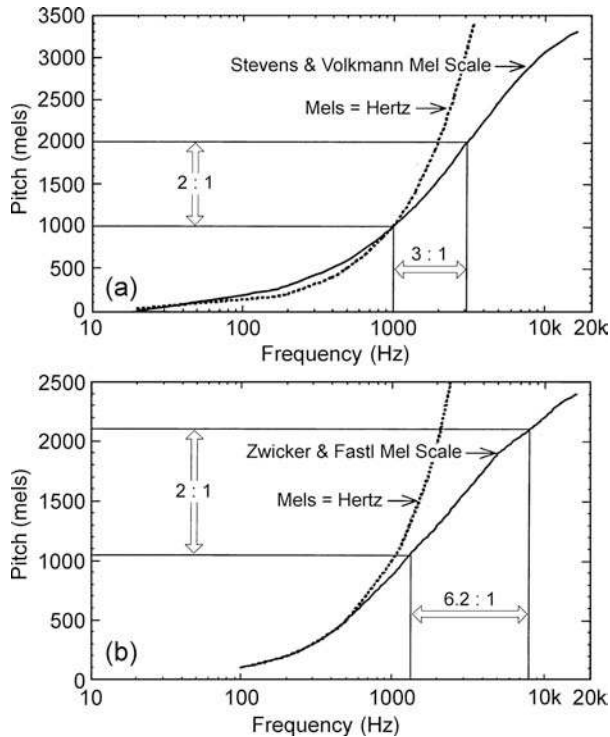 3500
3000
2500
2000
1500
1000
500
0
Pitch (mels)
Stevens & Volkmann Mel Scale
Mels = Hertz
2 : 1
3 : 1
(a)
10 100 1000 10k 20k
Frequency (Hz)
2500
2000
1500
1000
500
0
Pitch (mels)
Zwicker & Fastl Mel Scale
Mels = Hertz
2 : 1
6.2 : 1
(b)
10 100 1000 10k 20k
Frequency (Hz)